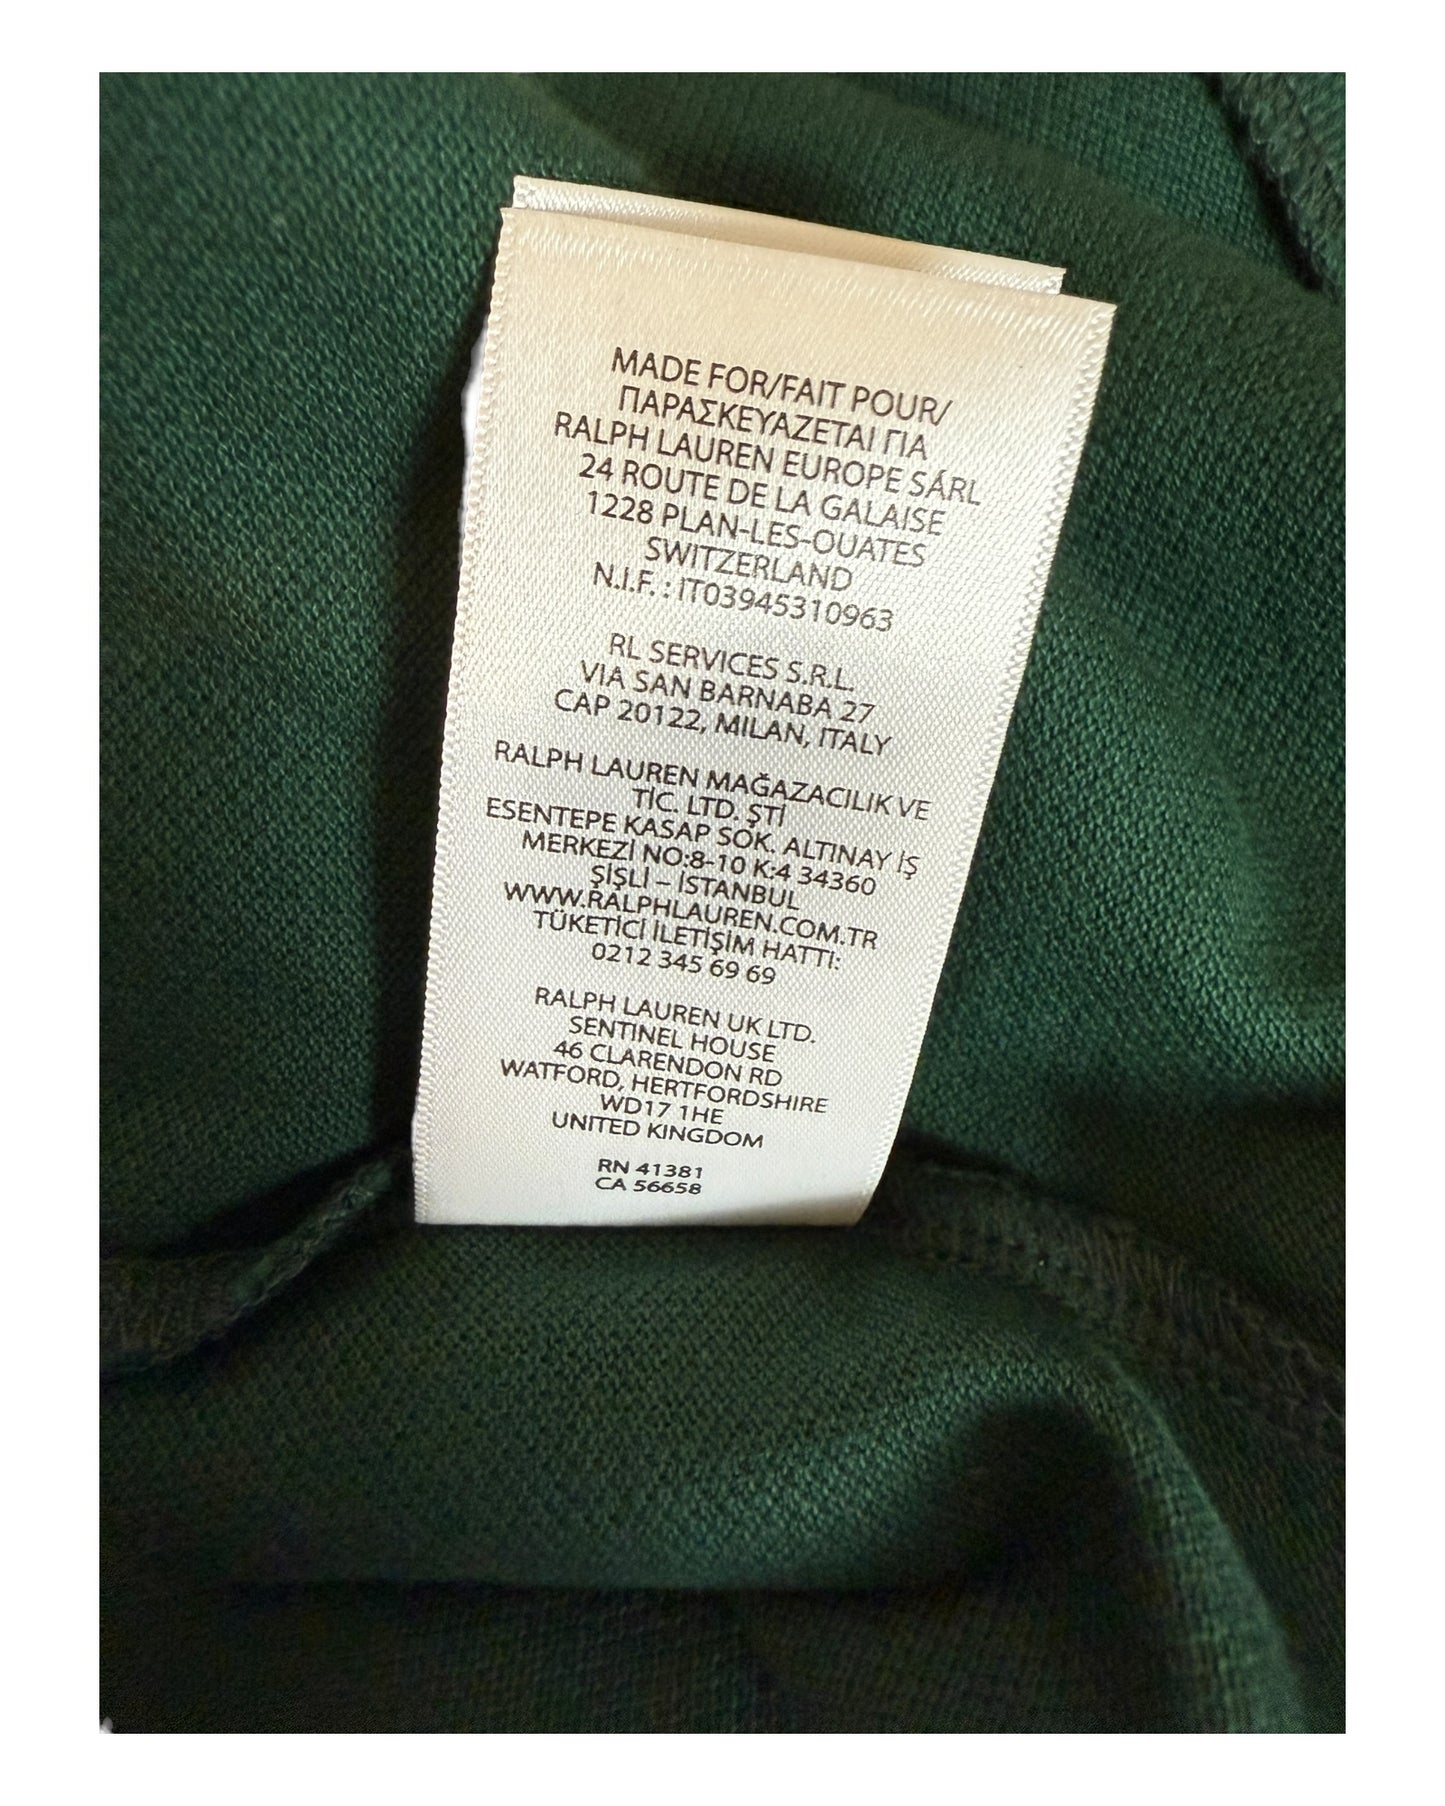 MADE FOR/FAIT POUR/
ΠΑΡΑΣΚΕΥΑΖΕΤΑΙ ΓΙΑ
RALPH LAUREN EUROPE SÁRL
24 ROUTE DE LA GALAISE
1228 PLAN-LES-OUATES
SWITZERLAND
N.I.F. : IT03945310963
RL SERVICES S.R.L.
VIA SAN BARNABA 27
CAP 20122, MILAN, ITALY
RALPH LAUREN MAĞAZACILIK VE
TİC. LTD. ŞTİ
ESENTEPE KASAP SOK. ALTINAY İŞ
MERKEZİ NO:8-10 K:4 34360
ŞİŞLİ – İSTANBUL
WWW.RALPHLAUREN.COM.TR
TÜKETİCİ İLETİŞİM HATTI:
0212 345 69 69
RALPH LAUREN UK LTD.
SENTINEL HOUSE
46 CLARENDON RD
WATFORD, HERTFORDSHIRE
WD17 1HE
UNITED KINGDOM
RN 41381
CA 56658